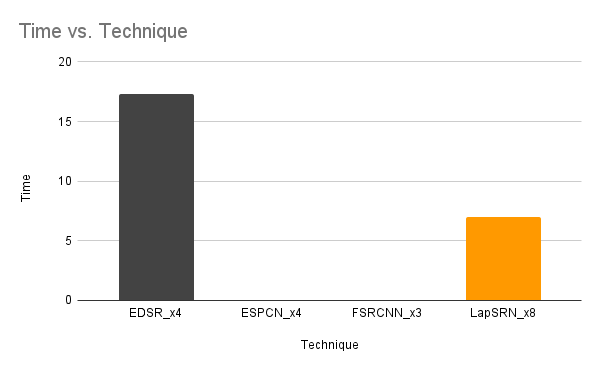 Time vs. Technique
20
15
10
5
0
Time
EDSR_x4 ESPCN_x4 FSRCNN_x3 LapSRN_x8
Technique